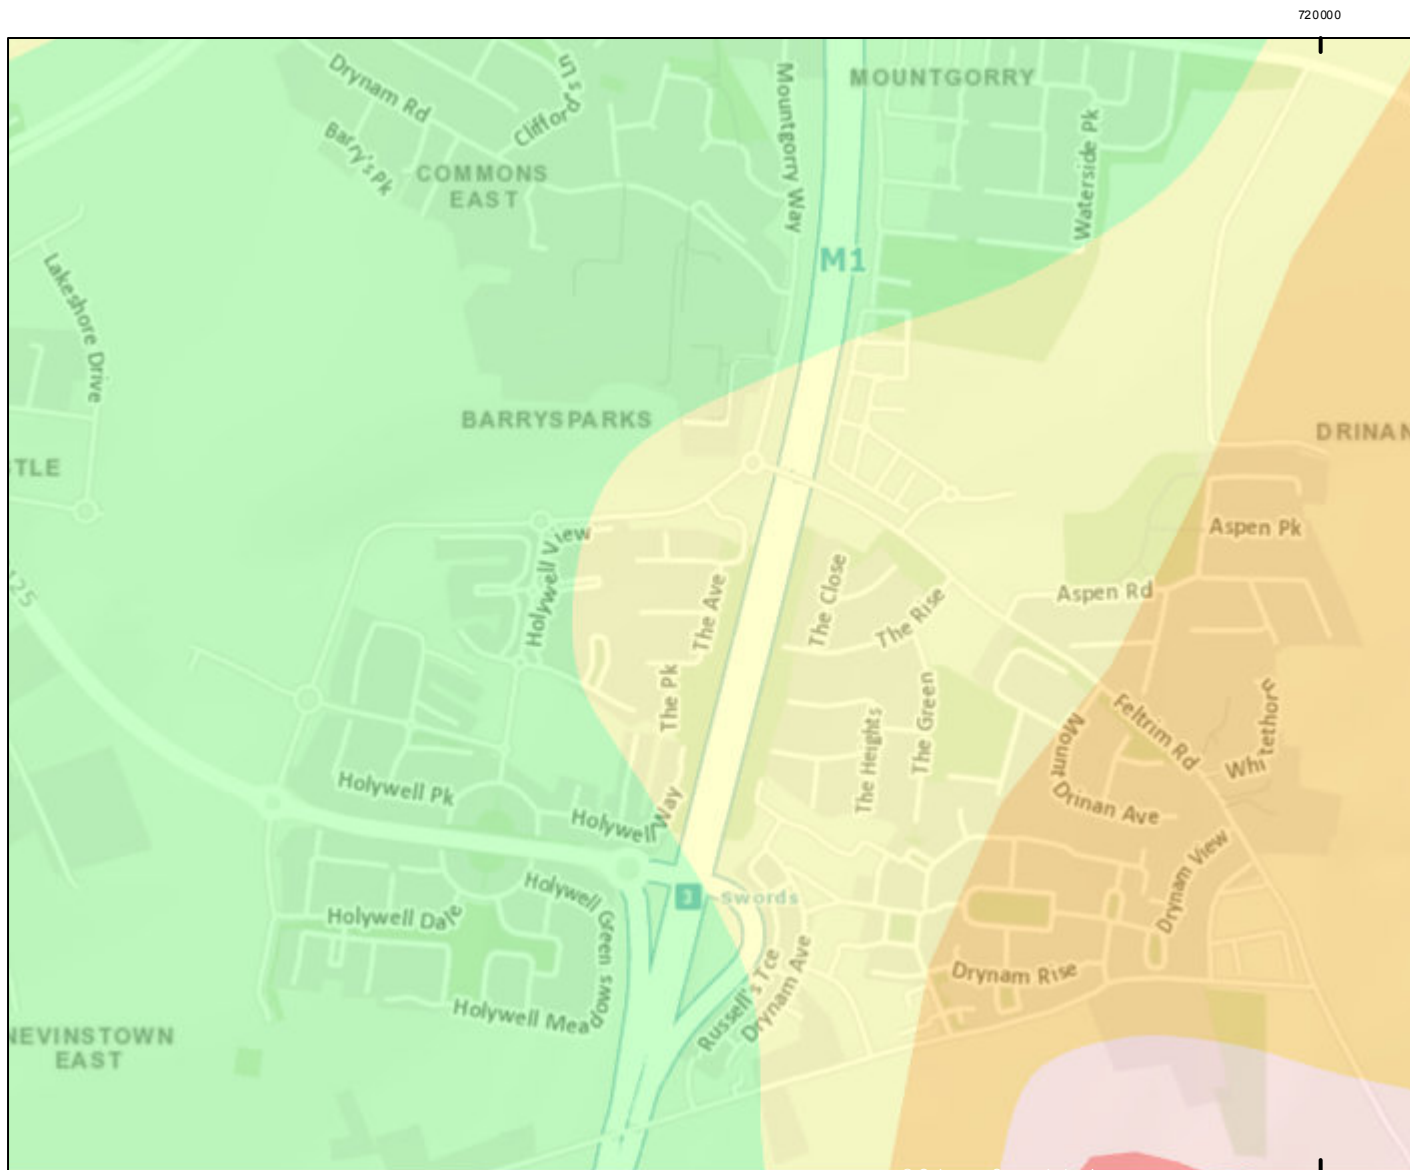 720000
Drynam Rd
Clifford's Ln
Mountgorry Way
MOUNTGORRY
Barry's Pk
COMMONS
EAST
Waterside Pk
M1
Lakeshore Drive
BARRYSPARKS
DRINAN
TLE
Holywell View
Aspen Pk
The Ave
The Close
The Rise
Aspen Rd
125
The Pk
The Heights
The Green
Mount
Drinan Ave
Feltrim Rd
Whitethorn
Holywell Pk
Holywell Way
Drynam View
3
Swords
Holywell Dale
Holywell Green
Holywell Meadows
Drynam Rise
Russell's Tce
Drynam Ave
NEVINSTOWN
EAST